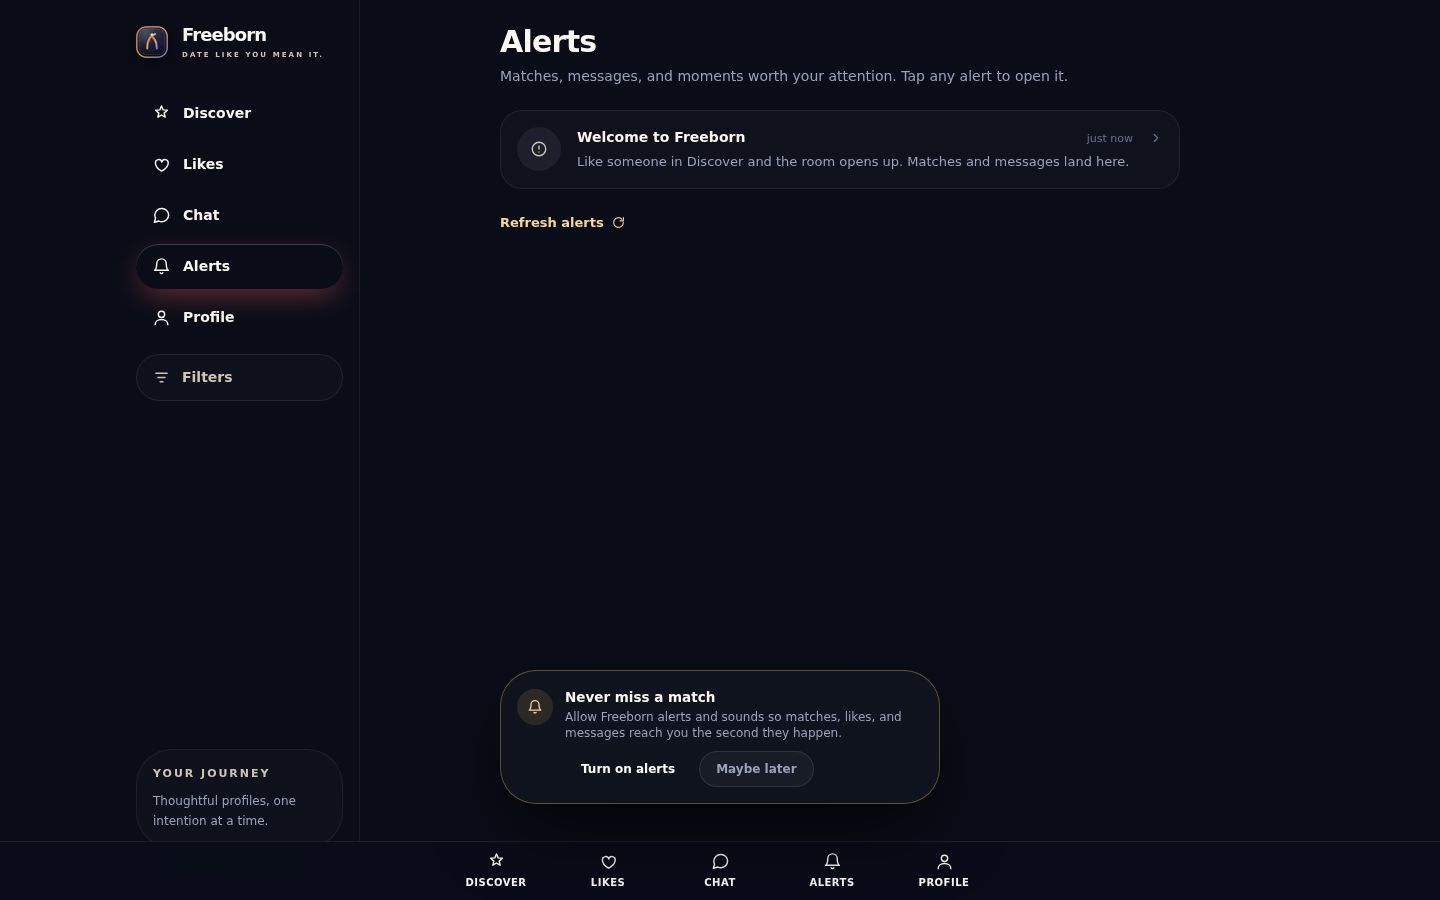 Freeborn
DATE LIKE YOU MEAN IT.
Discover
Likes
Chat
Alerts
Profile
Filters
YOUR JOURNEY
Thoughtful profiles, one
intention at a time.
Alerts
Matches, messages, and moments worth your attention. Tap any alert to open it.
Welcome to Freeborn
just now
Like someone in Discover and the room opens up. Matches and messages land here.
Refresh alerts
Never miss a match
Allow Freeborn alerts and sounds so matches, likes, and
messages reach you the second they happen.
Turn on alerts
Maybe later
DISCOVER
LIKES
CHAT
ALERTS
PROFILE